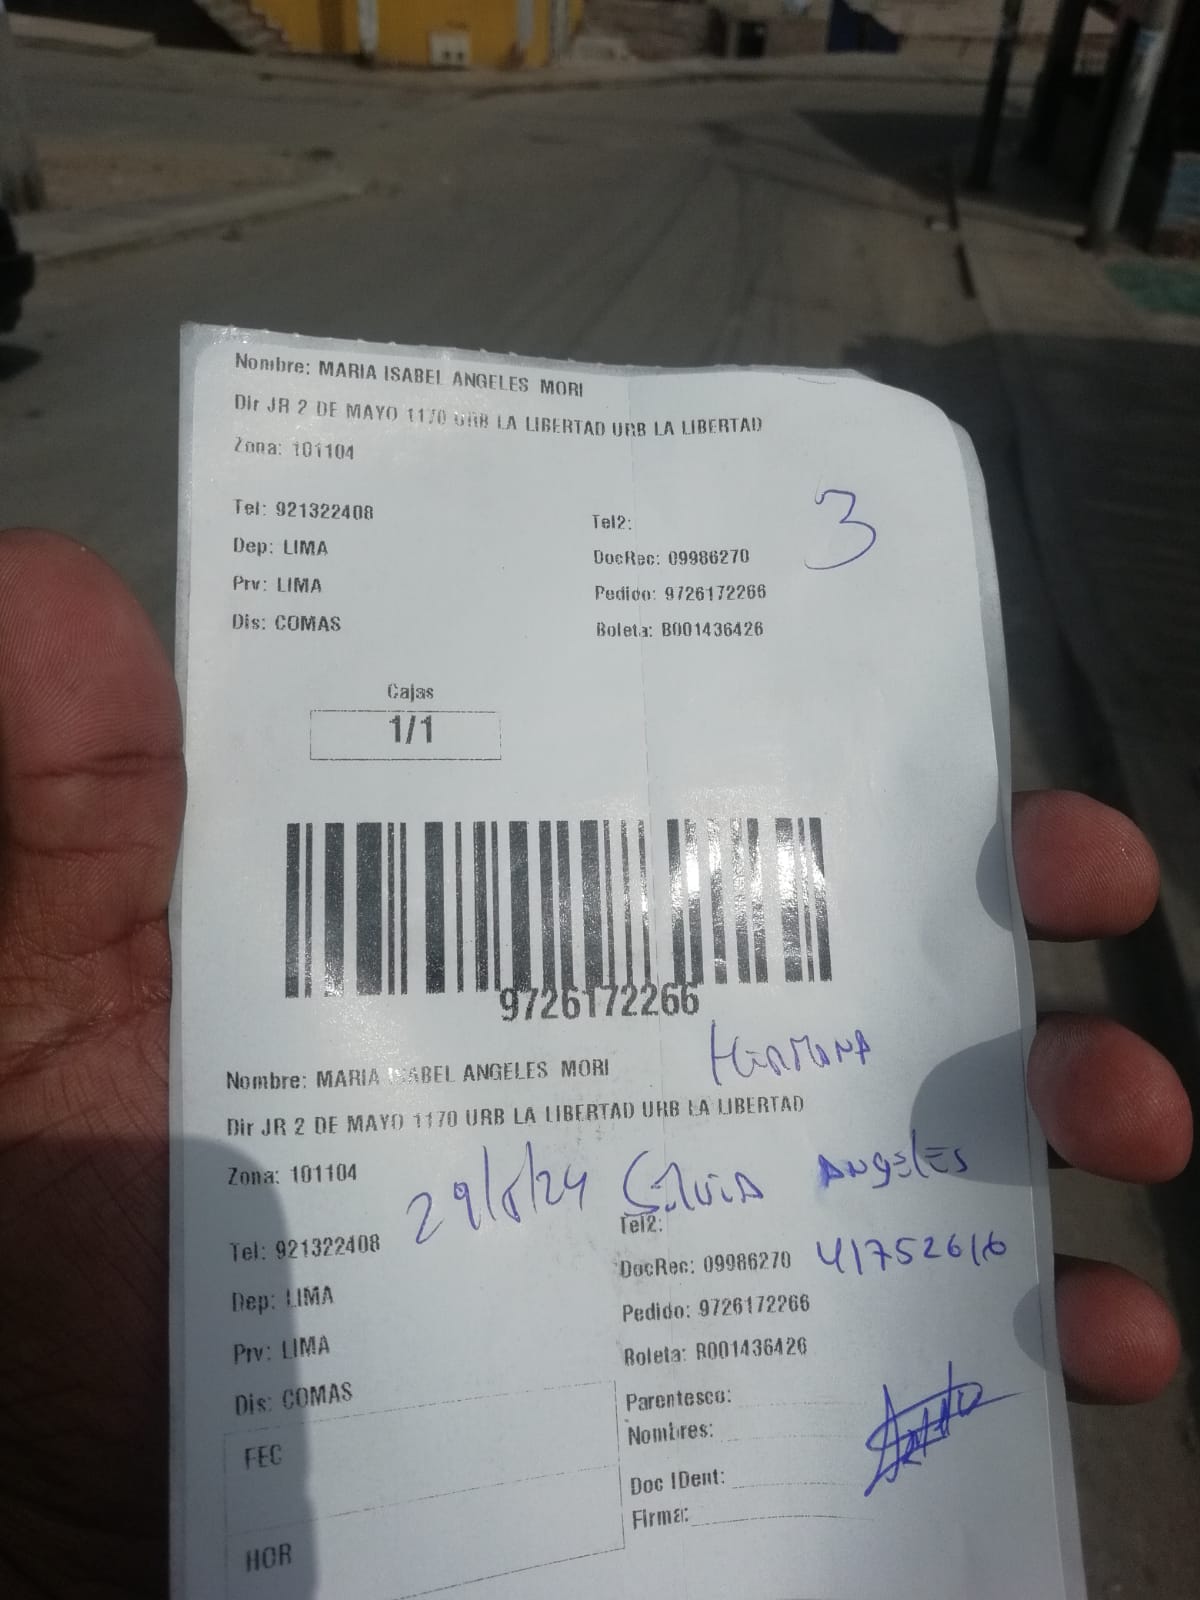 Nombre: MARIA ISABEL ANGELES MORI
Dir JR 2 DE MAYO 1170 URB LA LIBERTAD URB LA LIBERTAD
Zona: 101104
3
Tel: 921322408
Tel2:
Dep: LIMA
DocRec: 09986270
Prv: LIMA
Pedido: 9726172266
Dis: COMAS
Boleta: B001436426
Cajas
1/1
9726172266
HERMANA
Nombre: MARIA ISABEL ANGELES MORI
Dir JR 2 DE MAYO 1170 URB LA LIBERTAD URB LA LIBERTAD
Zona: 101104
29/5/24 SILVIA ANGELES
Tel: 921322408
Tel2:
DocRec: 09986270 41752616
Dep: LIMA
Pedido: 9726172266
Prv: LIMA
Boleta: B001436426
Dis: COMAS
Parentesco:
Nombres:
FEC
Doc IDent:
Firma:
HOR